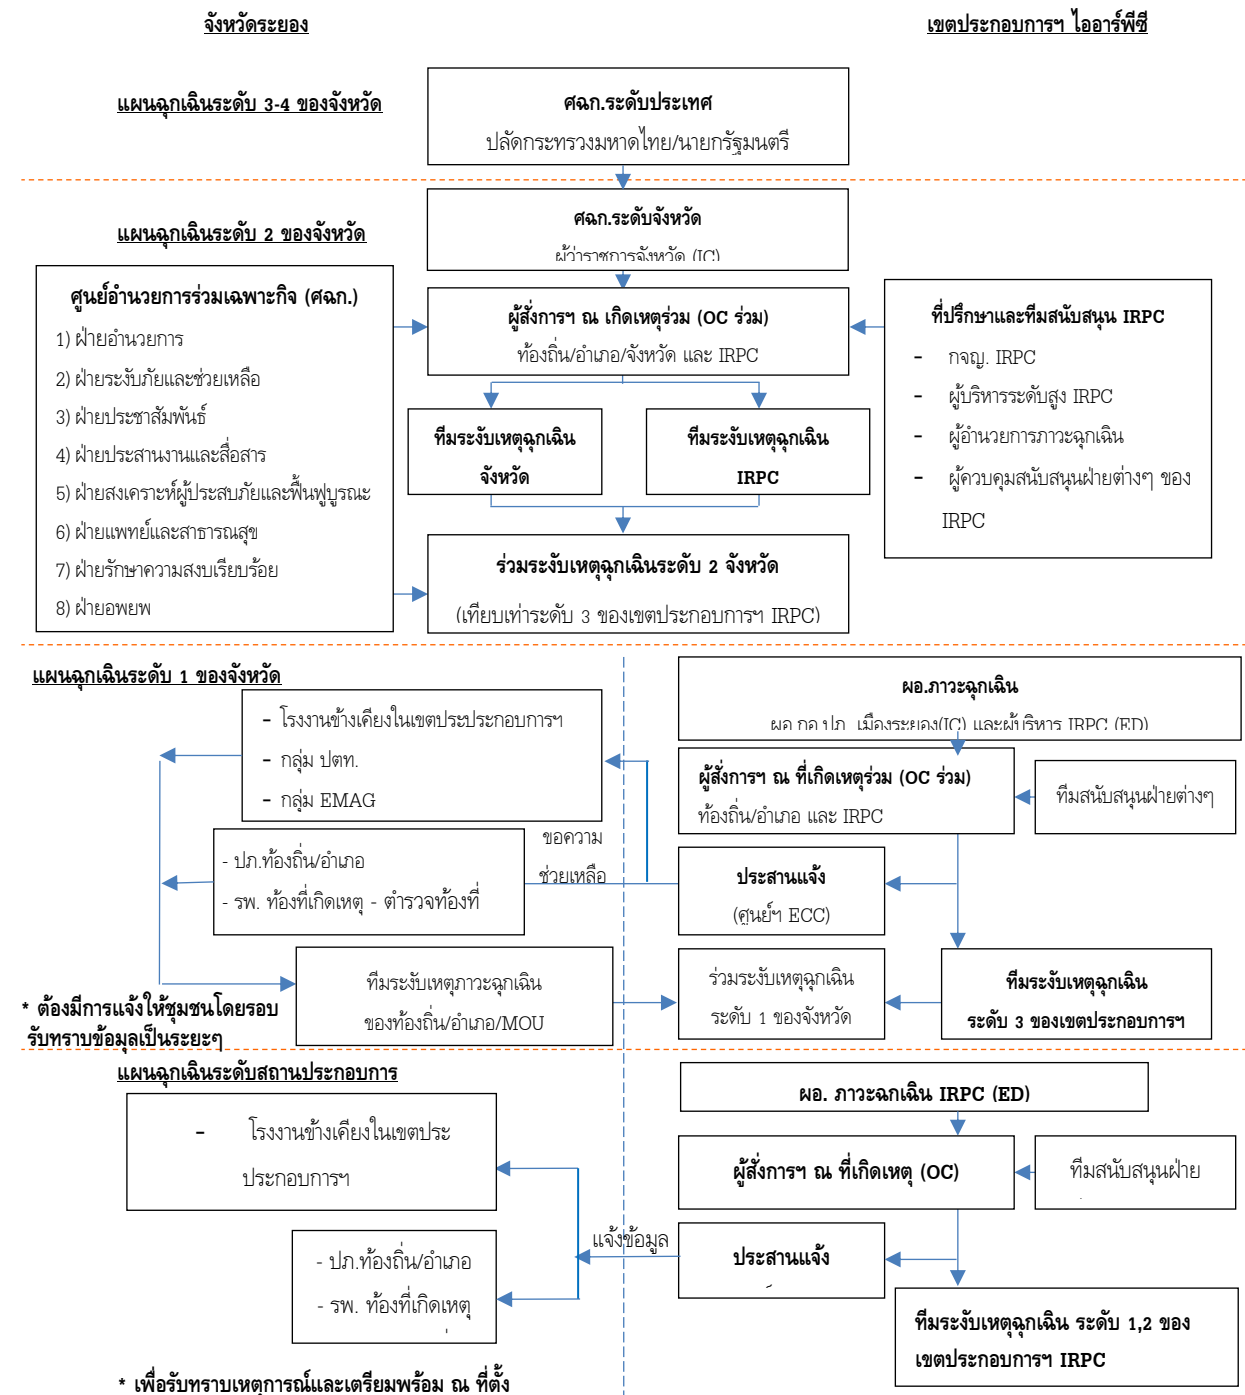 จังหวัดระยอง
เขตประกอบการฯ ไออาร์พีซี
แผนฉุกเฉินระดับ 3-4 ของจังหวัด
ศฉก.ระดับประเทศ
ปลัดกระทรวงมหาดไทย/นายกรัฐมนตรี
แผนฉุกเฉินระดับ 2 ของจังหวัด
ศฉก.ระดับจังหวัด
ผู้ว่าราชการจังหวัด (IC)
ศูนย์อำนวยการร่วมเฉพาะกิจ (ศฉก.)
1) ฝ่ายอำนวยการ
2) ฝ่ายระงับภัยและช่วยเหลือ
3) ฝ่ายประชาสัมพันธ์
4) ฝ่ายประสานงานและสื่อสาร
5) ฝ่ายสงเคราะห์ผู้ประสบภัยและฟื้นฟูบูรณะ
6) ฝ่ายแพทย์และสาธารณสุข
7) ฝ่ายรักษาความสงบเรียบร้อย
8) ฝ่ายอพยพ
ผู้สั่งการฯ ณ เกิดเหตุร่วม (OC ร่วม)
ท้องถิ่น/อำเภอ/จังหวัด และ IRPC
ที่ปรึกษาและทีมสนับสนุน IRPC
- กจญ. IRPC
- ผู้บริหารระดับสูง IRPC
- ผู้อำนวยการภาวะฉุกเฉิน
- ผู้ควบคุมสนับสนุนฝ่ายต่างๆ ของ
IRPC
ทีมระงับเหตุฉุกเฉิน
จังหวัด
ทีมระงับเหตุฉุกเฉิน
IRPC
ร่วมระงับเหตุฉุกเฉินระดับ 2 จังหวัด
(เทียบเท่าระดับ 3 ของเขตประกอบการฯ IRPC)
แผนฉุกเฉินระดับ 1 ของจังหวัด
ผอ.ภาวะฉุกเฉิน
ผอ.กอ.ปภ. เมืองระยอง(IC) และผู้บริหาร IRPC (ED)
- โรงงานข้างเคียงในเขตประประกอบการฯ
- กลุ่ม ปตท.
- กลุ่ม EMAG
ผู้สั่งการฯ ณ ที่เกิดเหตุร่วม (OC ร่วม)
ท้องถิ่น/อำเภอ และ IRPC
ทีมสนับสนุนฝ่ายต่างๆ
ขอความ
ช่วยเหลือ
- ปภ.ท้องถิ่น/อำเภอ
- รพ. ท้องที่เกิดเหตุ - ตำรวจท้องที่
ประสานแจ้ง
(ศูนย์ฯ ECC)
ทีมระงับเหตุภาวะฉุกเฉิน
ของท้องถิ่น/อำเภอ/MOU
ร่วมระงับเหตุฉุกเฉิน
ระดับ 1 ของจังหวัด
ทีมระงับเหตุฉุกเฉิน
ระดับ 3 ของเขตประกอบการฯ
* ต้องมีการแจ้งให้ชุมชนโดยรอบ
รับทราบข้อมูลเป็นระยะๆ
แผนฉุกเฉินระดับสถานประกอบการ
ผอ. ภาวะฉกเฉิน IRPC (ED)
- โรงงานข้างเคียงในเขตประ
ประกอบการฯ
ผู้สั่งการฯ ณ ที่เกิดเหตุ (OC)
ทีมสนับสนุนฝ่าย
แจ้งข้อมูล
ประสานแจ้ง
- ปภ.ท้องถิ่น/อำเภอ
- รพ. ท้องที่เกิดเหตุ
ทีมระงับเหตุฉุกเฉิน ระดับ 1,2 ของ
เขตประกอบการฯ IRPC
* เพื่อรับทราบเหตุการณ์และเตรียมพร้อม ณ ที่ตั้ง